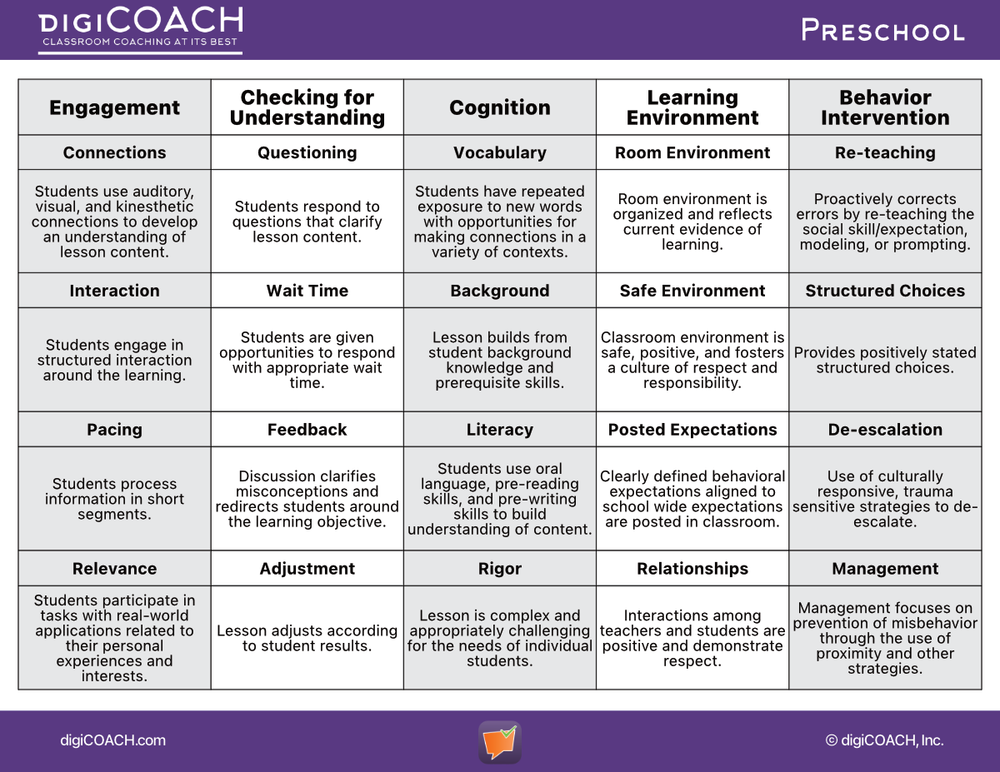 DIGICOACH
CLASSROOM COACHING AT ITS BEST
PRESCHOOL
Engagement
Checking for
Understanding
Cognition
Learning
Environment
Behavior
Intervention
Connections
Questioning
Vocabulary
Room Environment
Re-teaching
Students use auditory,
visual, and kinesthetic
connections to develop
an understanding of
lesson content.
Students respond to
questions that clarify
lesson content.
Students have repeated
exposure to new words
with opportunities for
making connections in a
variety of contexts.
Room environment is
organized and reflects
current evidence of
learning.
Proactively corrects
errors by re-teaching the
social skill/expectation,
modeling, or prompting.
Interaction
Wait Time
Background
Safe Environment
Structured Choices
Students engage in
structured interaction
around the learning.
Students are given
opportunities to respond
with appropriate wait
time.
Lesson builds from
student background
knowledge and
prerequisite skills.
Classroom environment is
safe, positive, and fosters
a culture of respect and
responsibility.
Provides positively stated
structured choices.
Pacing
Feedback
Literacy
Posted Expectations
De-escalation
Students process
information in short
segments.
Discussion clarifies
misconceptions and
redirects students around
the learning objective.
Students use oral
language, pre-reading
skills, and pre-writing
skills to build
understanding of content.
Clearly defined behavioral
expectations aligned to
school wide expectations
are posted in classroom.
Use of culturally
responsive, trauma
sensitive strategies to de-
escalate.
Relevance
Adjustment
Rigor
Relationships
Management
Students participate in
tasks with real-world
applications related to
their personal
experiences and
interests.
Lesson adjusts according
to student results.
Lesson is complex and
appropriately challenging
for the needs of individual
students.
Interactions among
teachers and students are
positive and demonstrate
respect.
Management focuses on
prevention of misbehavior
through the use of
proximity and other
strategies.
digiCOACH.com
© digiCOACH, Inc.